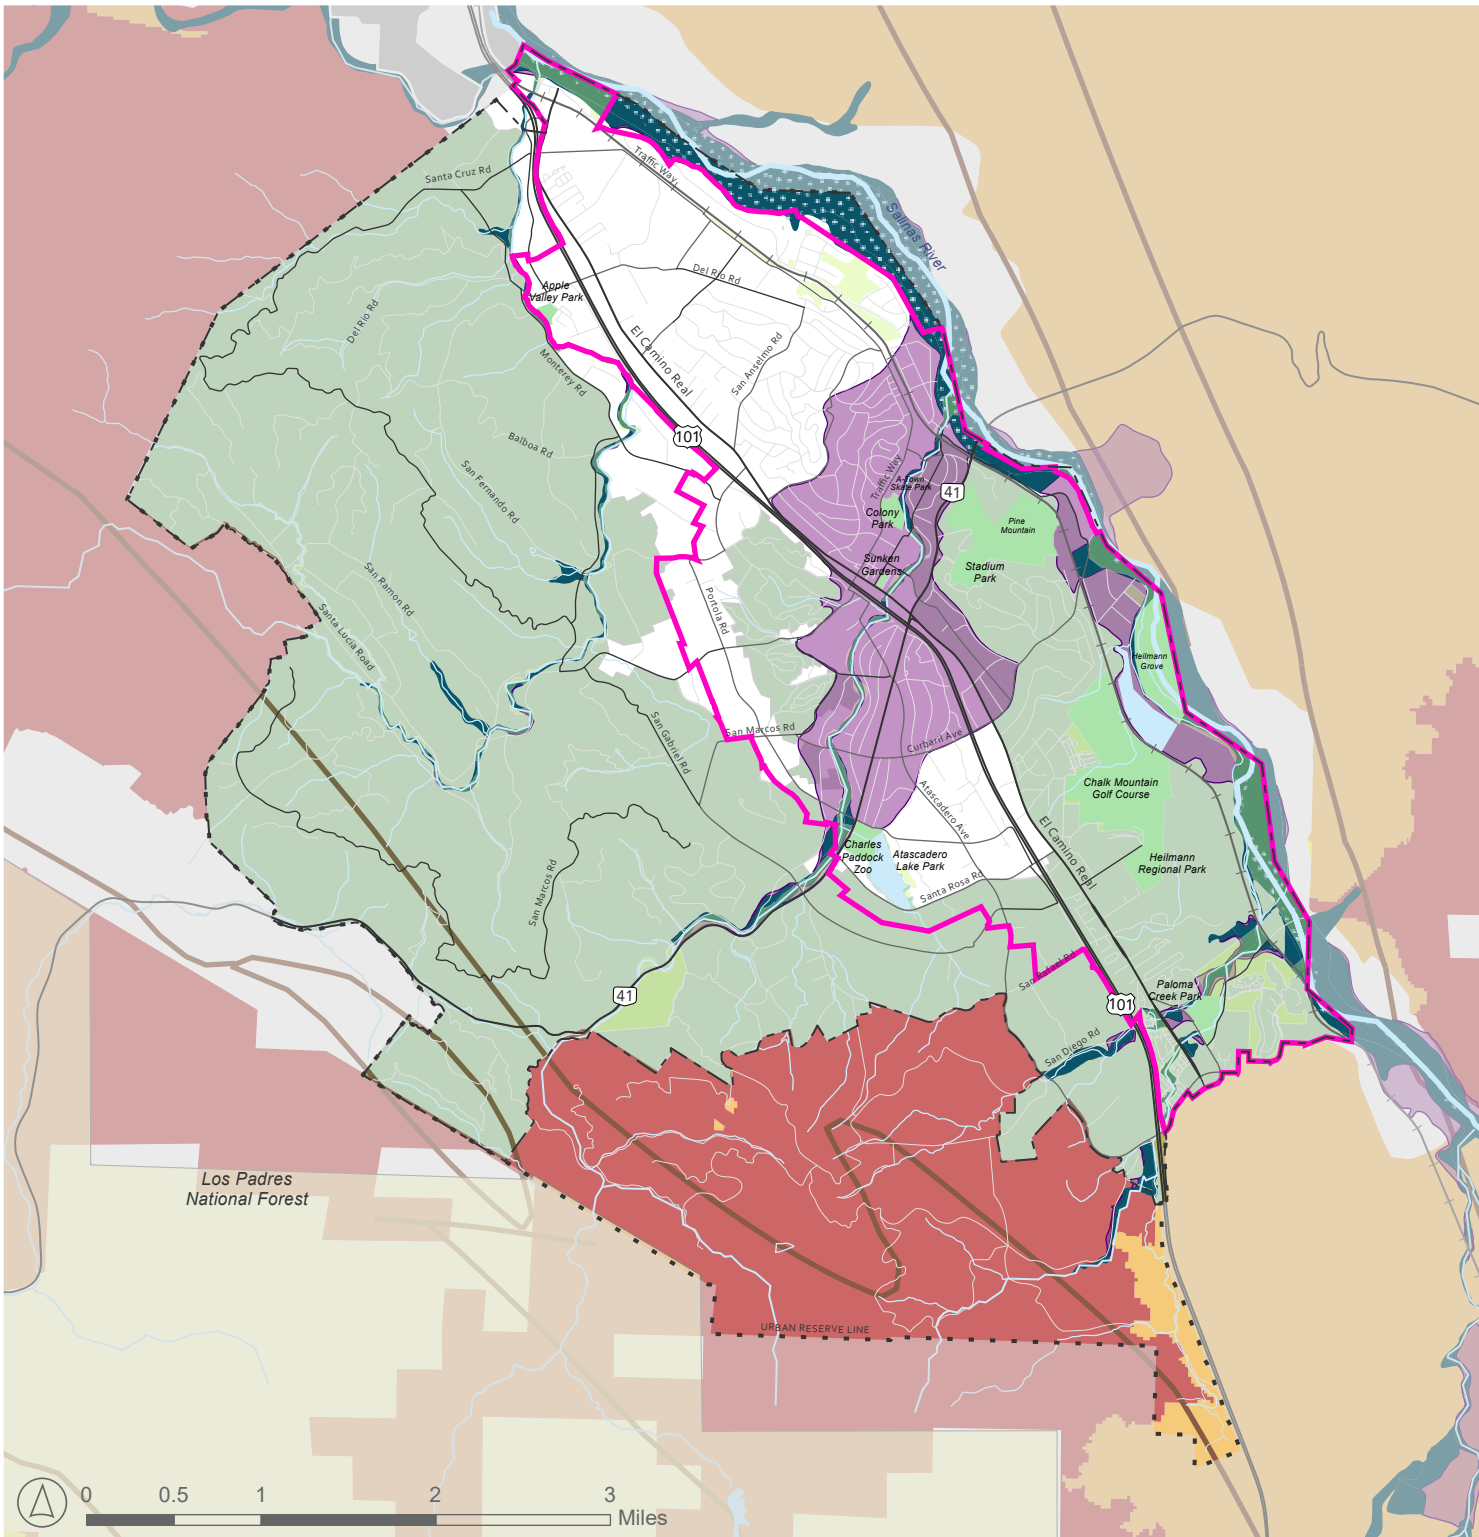 Santa Cruz Rd
Traffic Way
Salinas River
Del Rio Rd
Apple
Valley Park
Del Rio Rd
El Camino Real
San Anselmo Rd
Monterey Rd
Balboa Rd
101
San Fernando Rd
Traffic Way
A-Town
Skate Park
41
Colony
Park
Pine
Mountain
Sunken
Gardens
Stadium
Park
San Ramon Rd
Portola Rd
Santa Lucia Road
Heilmann
Grove
San Gabriel Rd
San Marcos Rd
Curbaril Ave
Chalk Mountain
Golf Course
Atascadero Ave
El Camino Real
Charles
Paddock
Zoo
Atascadero
Lake Park
Heilmann
Regional Park
San Marcos Rd
Santa Rosa Rd
San Rafael Rd
41
101
Paloma
Creek Park
San Diego Rd
Los Padres
National Forest
URBAN RESERVE LINE
0 0.5 1 2 3
Miles